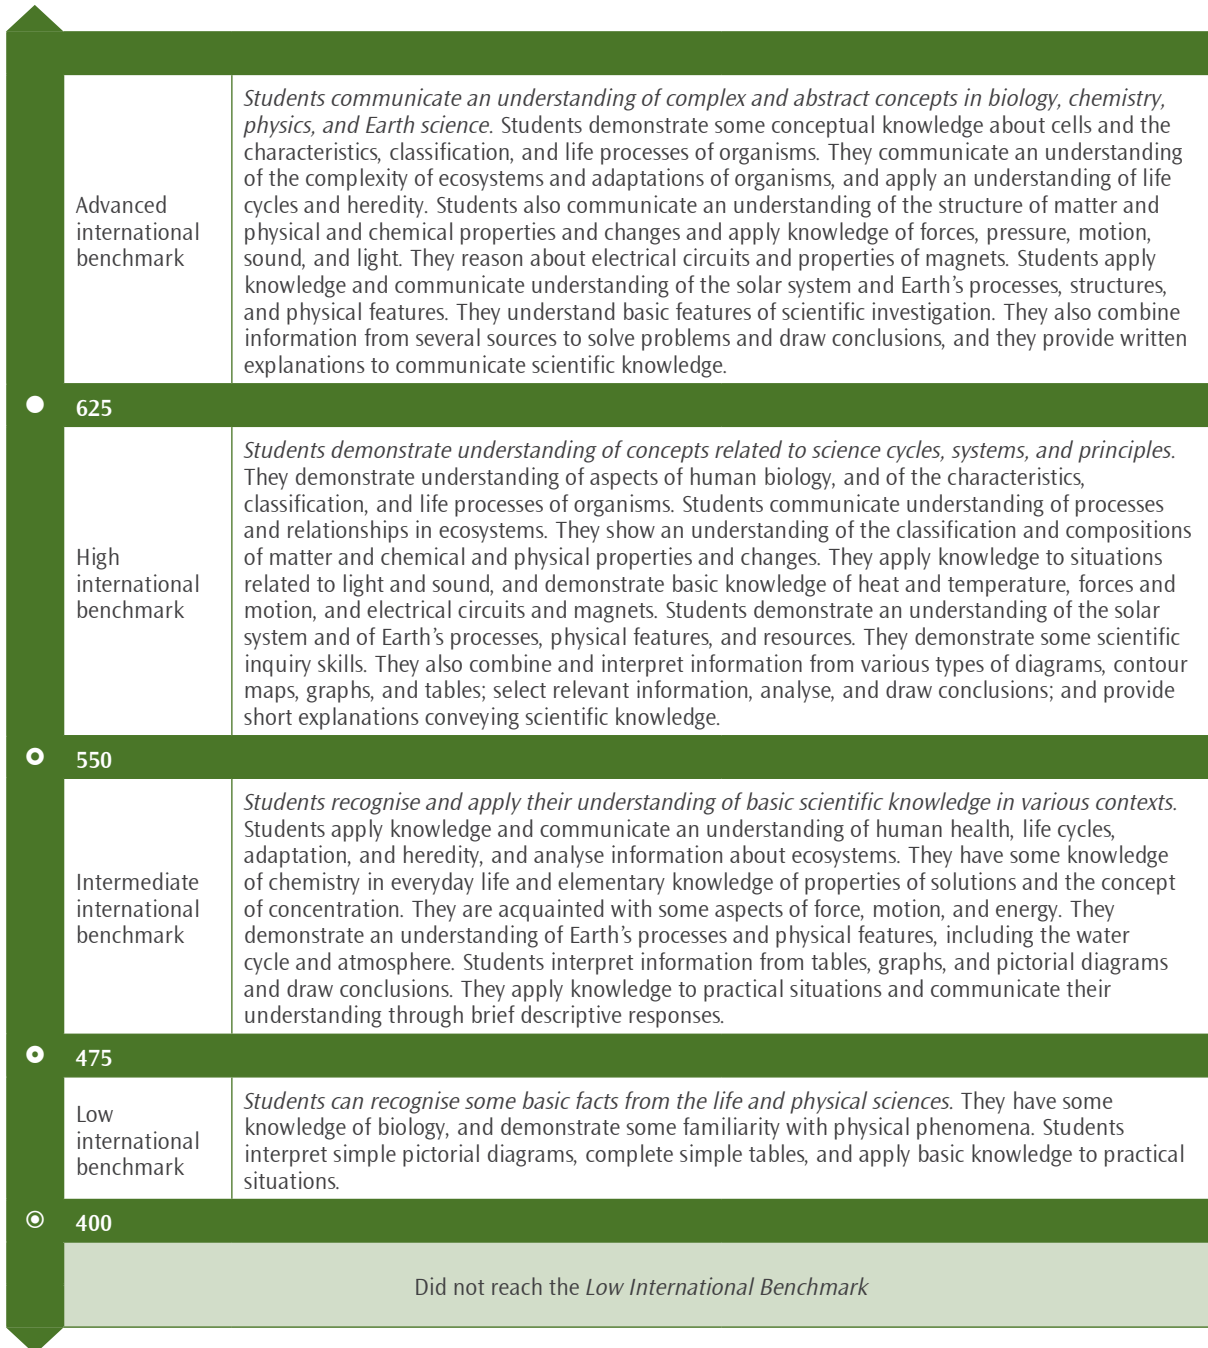 Advanced
international
benchmark
Students communicate an understanding of complex and abstract concepts in biology, chemistry,
physics, and Earth science. Students demonstrate some conceptual knowledge about cells and the
characteristics, classification, and life processes of organisms. They communicate an understanding
of the complexity of ecosystems and adaptations of organisms, and apply an understanding of life
cycles and heredity. Students also communicate an understanding of the structure of matter and
physical and chemical properties and changes and apply knowledge of forces, pressure, motion,
sound, and light. They reason about electrical circuits and properties of magnets. Students apply
knowledge and communicate understanding of the solar system and Earth’s processes, structures,
and physical features. They understand basic features of scientific investigation. They also combine
information from several sources to solve problems and draw conclusions, and they provide written
explanations to communicate scientific knowledge.
625
High
international
benchmark
Students demonstrate understanding of concepts related to science cycles, systems, and principles.
They demonstrate understanding of aspects of human biology, and of the characteristics,
classification, and life processes of organisms. Students communicate understanding of processes
and relationships in ecosystems. They show an understanding of the classification and compositions
of matter and chemical and physical properties and changes. They apply knowledge to situations
related to light and sound, and demonstrate basic knowledge of heat and temperature, forces and
motion, and electrical circuits and magnets. Students demonstrate an understanding of the solar
system and of Earth’s processes, physical features, and resources. They demonstrate some scientific
inquiry skills. They also combine and interpret information from various types of diagrams, contour
maps, graphs, and tables; select relevant information, analyse, and draw conclusions; and provide
short explanations conveying scientific knowledge.
550
Intermediate
international
benchmark
Students recognise and apply their understanding of basic scientific knowledge in various contexts.
Students apply knowledge and communicate an understanding of human health, life cycles,
adaptation, and heredity, and analyse information about ecosystems. They have some knowledge
of chemistry in everyday life and elementary knowledge of properties of solutions and the concept
of concentration. They are acquainted with some aspects of force, motion, and energy. They
demonstrate an understanding of Earth’s processes and physical features, including the water
cycle and atmosphere. Students interpret information from tables, graphs, and pictorial diagrams
and draw conclusions. They apply knowledge to practical situations and communicate their
understanding through brief descriptive responses.
475
Low
international
benchmark
Students can recognise some basic facts from the life and physical sciences. They have some
knowledge of biology, and demonstrate some familiarity with physical phenomena. Students
interpret simple pictorial diagrams, complete simple tables, and apply basic knowledge to practical
situations.
400
Did not reach the Low International Benchmark